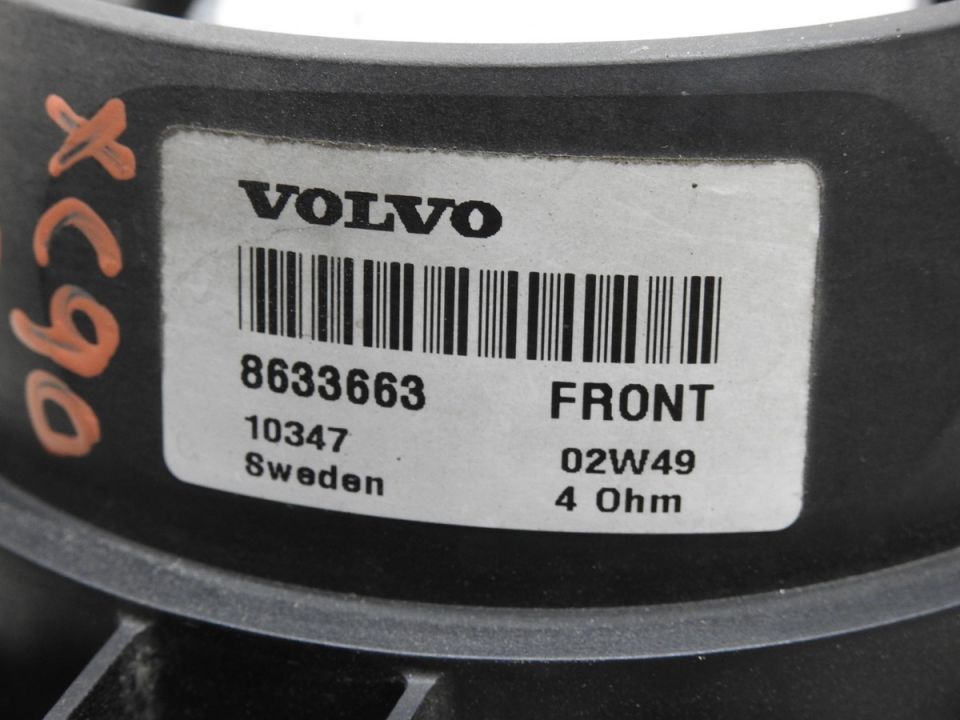 XC90
VOLVO
8633663 FRONT
10347 02W49
Sweden 4 Ohm